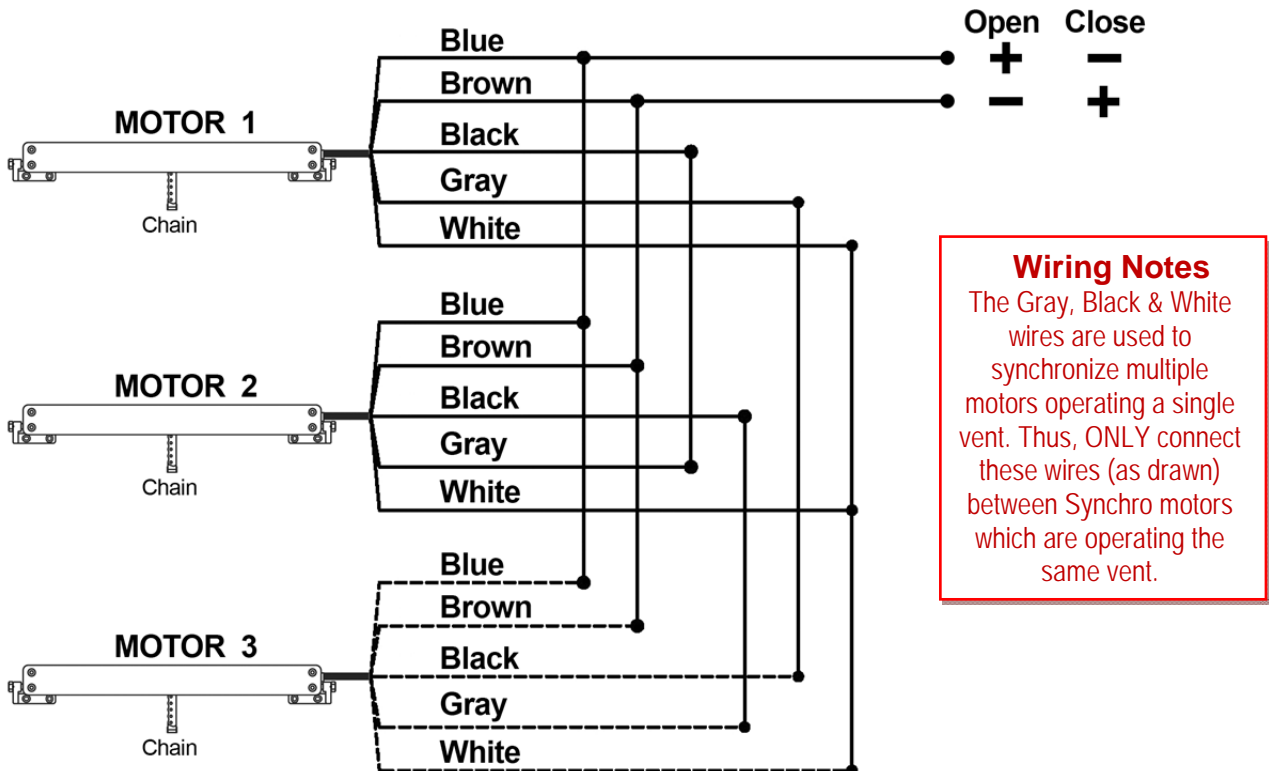 Open Close
+ −
− +
MOTOR 1
Chain
Blue
Brown
Black
Gray
White
MOTOR 2
Chain
Blue
Brown
Black
Gray
White
MOTOR 3
Chain
Blue
Brown
Black
Gray
White
Wiring Notes
The Gray, Black & White
wires are used to
synchronize multiple
motors operating a single
vent. Thus, ONLY connect
these wires (as drawn)
between Synchro motors
which are operating the
same vent.